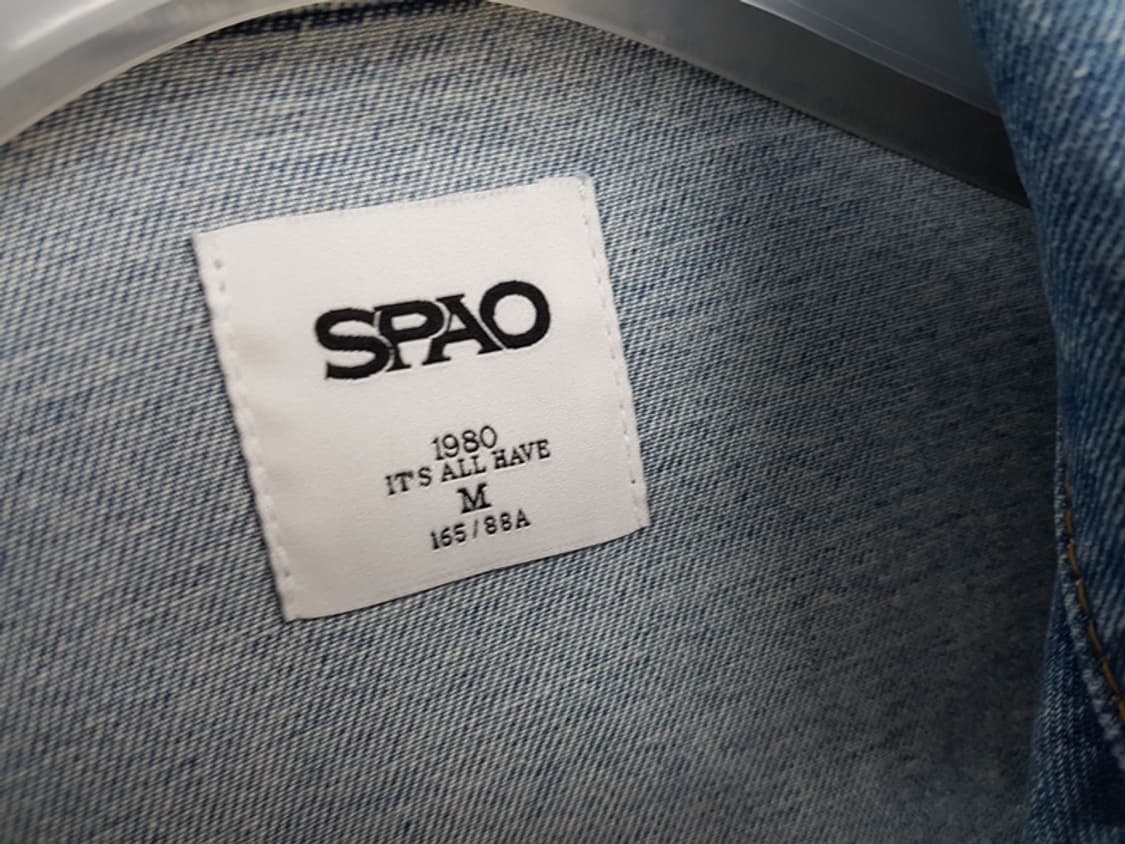 SPAO
1980
IT'S ALL HAVE
M
165/88A